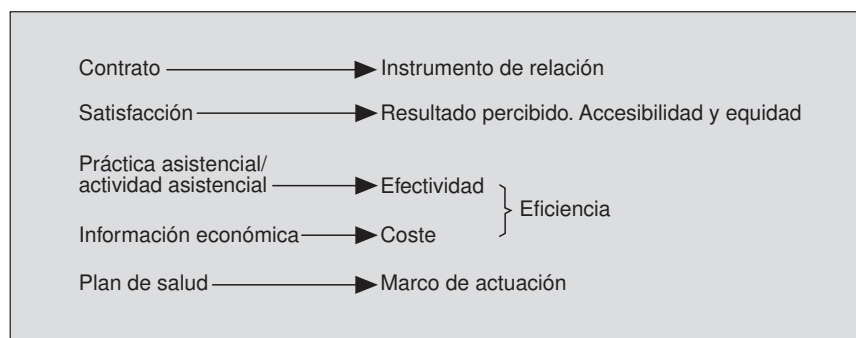 Contrato Instrumento de relación
Satisfacción Resultado percibido. Accesibilidad y equidad
Práctica asistencial/
actividad asistencial Efectividad
Eficiencia
Información económica Coste
Plan de salud Marco de actuación